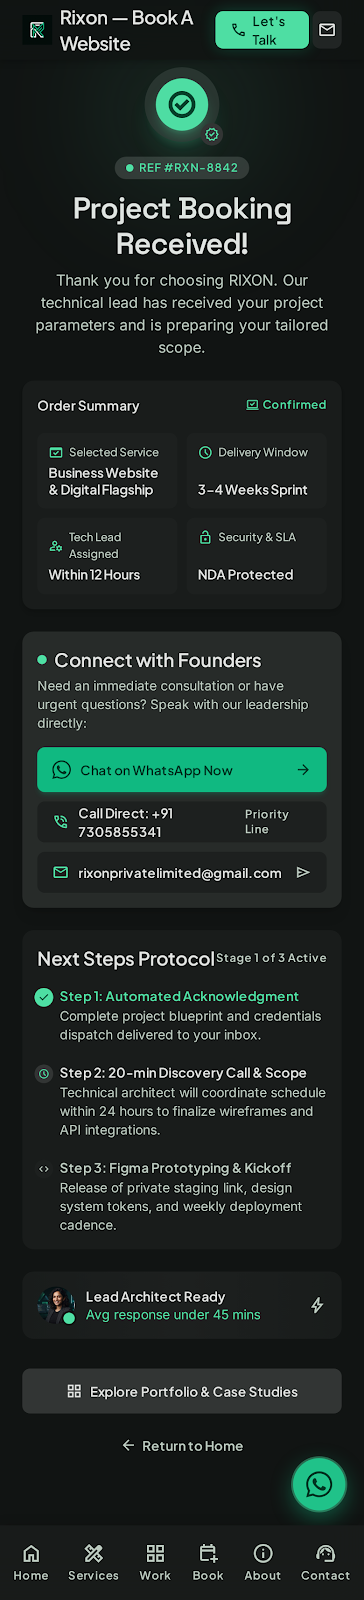 Rixon — Book A
Website
Let's
Talk
REF #RXN-8842
Project Booking
Received!
Thank you for choosing RIXON. Our
technical lead has received your project
parameters and is preparing your tailored
scope.
Order Summary
Confirmed
Selected Service
Business Website
& Digital Flagship
Delivery Window
3–4 Weeks Sprint
Tech Lead
Assigned
Within 12 Hours
Security & SLA
NDA Protected
Connect with Founders
Need an immediate consultation or have
urgent questions? Speak with our leadership
directly:
Chat on WhatsApp Now
Call Direct: +91
7305855341
Priority
Line
rixonprivatelimited@gmail.com
Next Steps Protocol
Stage 1 of 3 Active
Step 1: Automated Acknowledgment
Complete project blueprint and credentials
dispatch delivered to your inbox.
Step 2: 20-min Discovery Call & Scope
Technical architect will coordinate schedule
within 24 hours to finalize wireframes and
API integrations.
Step 3: Figma Prototyping & Kickoff
Release of private staging link, design
system tokens, and weekly deployment
cadence.
Lead Architect Ready
Avg response under 45 mins
Explore Portfolio & Case Studies
Return to Home
Home
Services
Work
Book
About
Contact